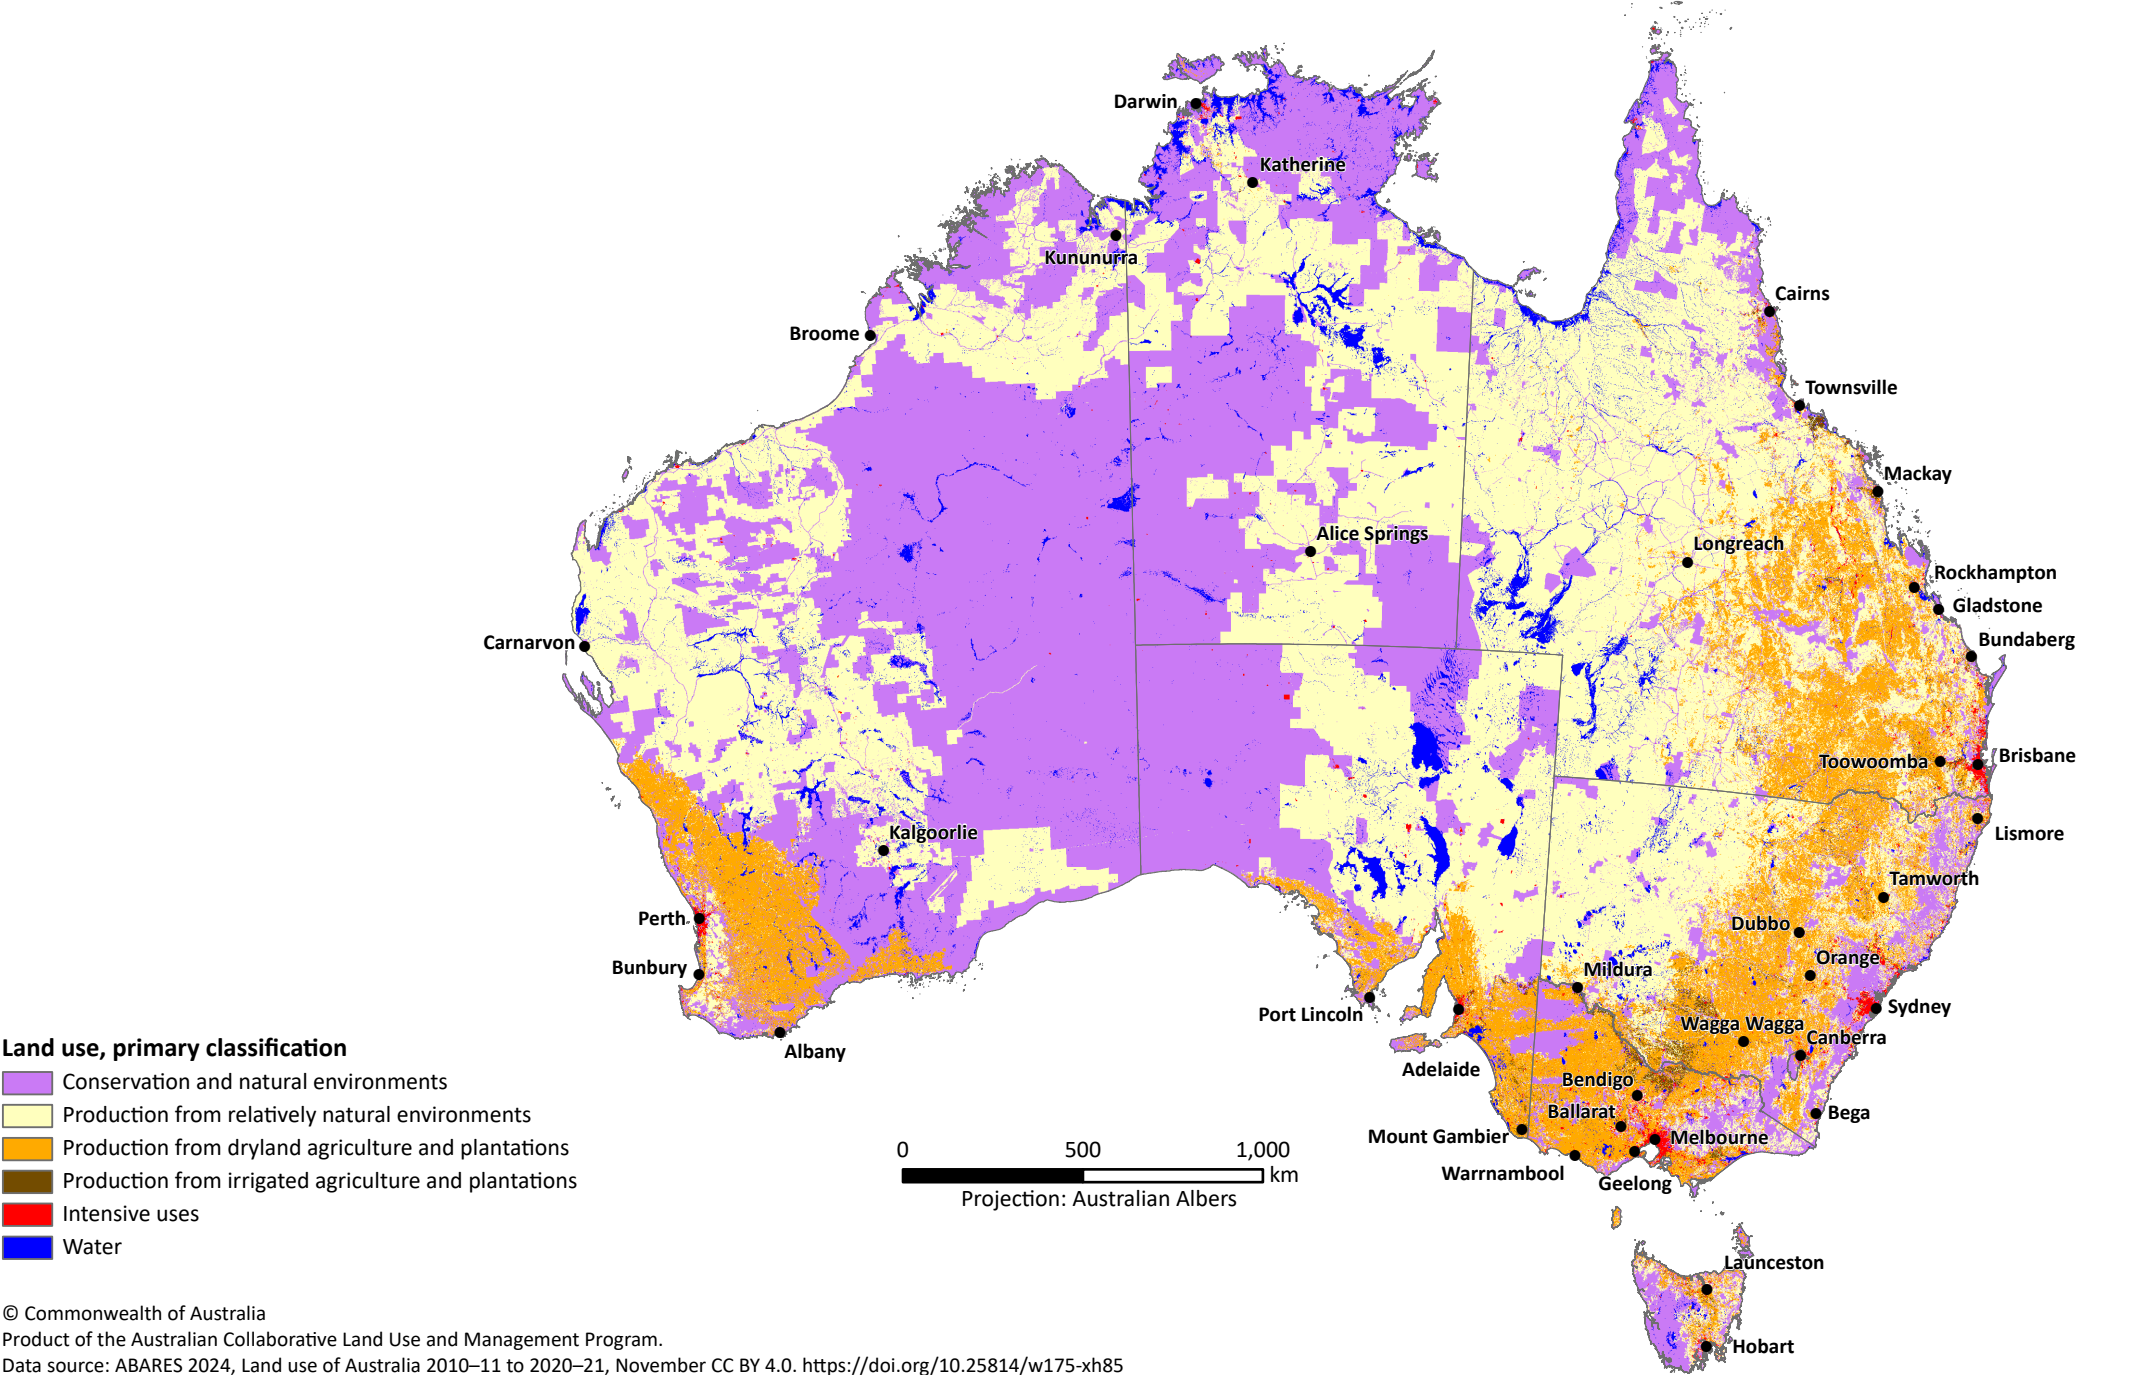 Darwin
Katherine
Kununurra
Broome
Cairns
Townsville
Mackay
Alice Springs
Longreach
Rockhampton
Gladstone
Bundaberg
Carnarvon
Toowoomba
Brisbane
Kalgoorlie
Lismore
Tamworth
Perth
Dubbo
Orange
Bunbury
Mildura
Port Lincoln
Sydney
Wagga Wagga
Canberra
Albany
Adelaide
Bendigo
Ballarat
Bega
Mount Gambier
Melbourne
Warrnambool
Geelong
Launceston
Hobart
Land use, primary classification
Conservation and natural environments
Production from relatively natural environments
Production from dryland agriculture and plantations
Production from irrigated agriculture and plantations
Intensive uses
Water
0 500 1,000
km
Projection: Australian Albers
© Commonwealth of Australia
Product of the Australian Collaborative Land Use and Management Program.
Data source: ABARES 2024, Land use of Australia 2010–11 to 2020–21, November CC BY 4.0. https://doi.org/10.25814/w175-xh85